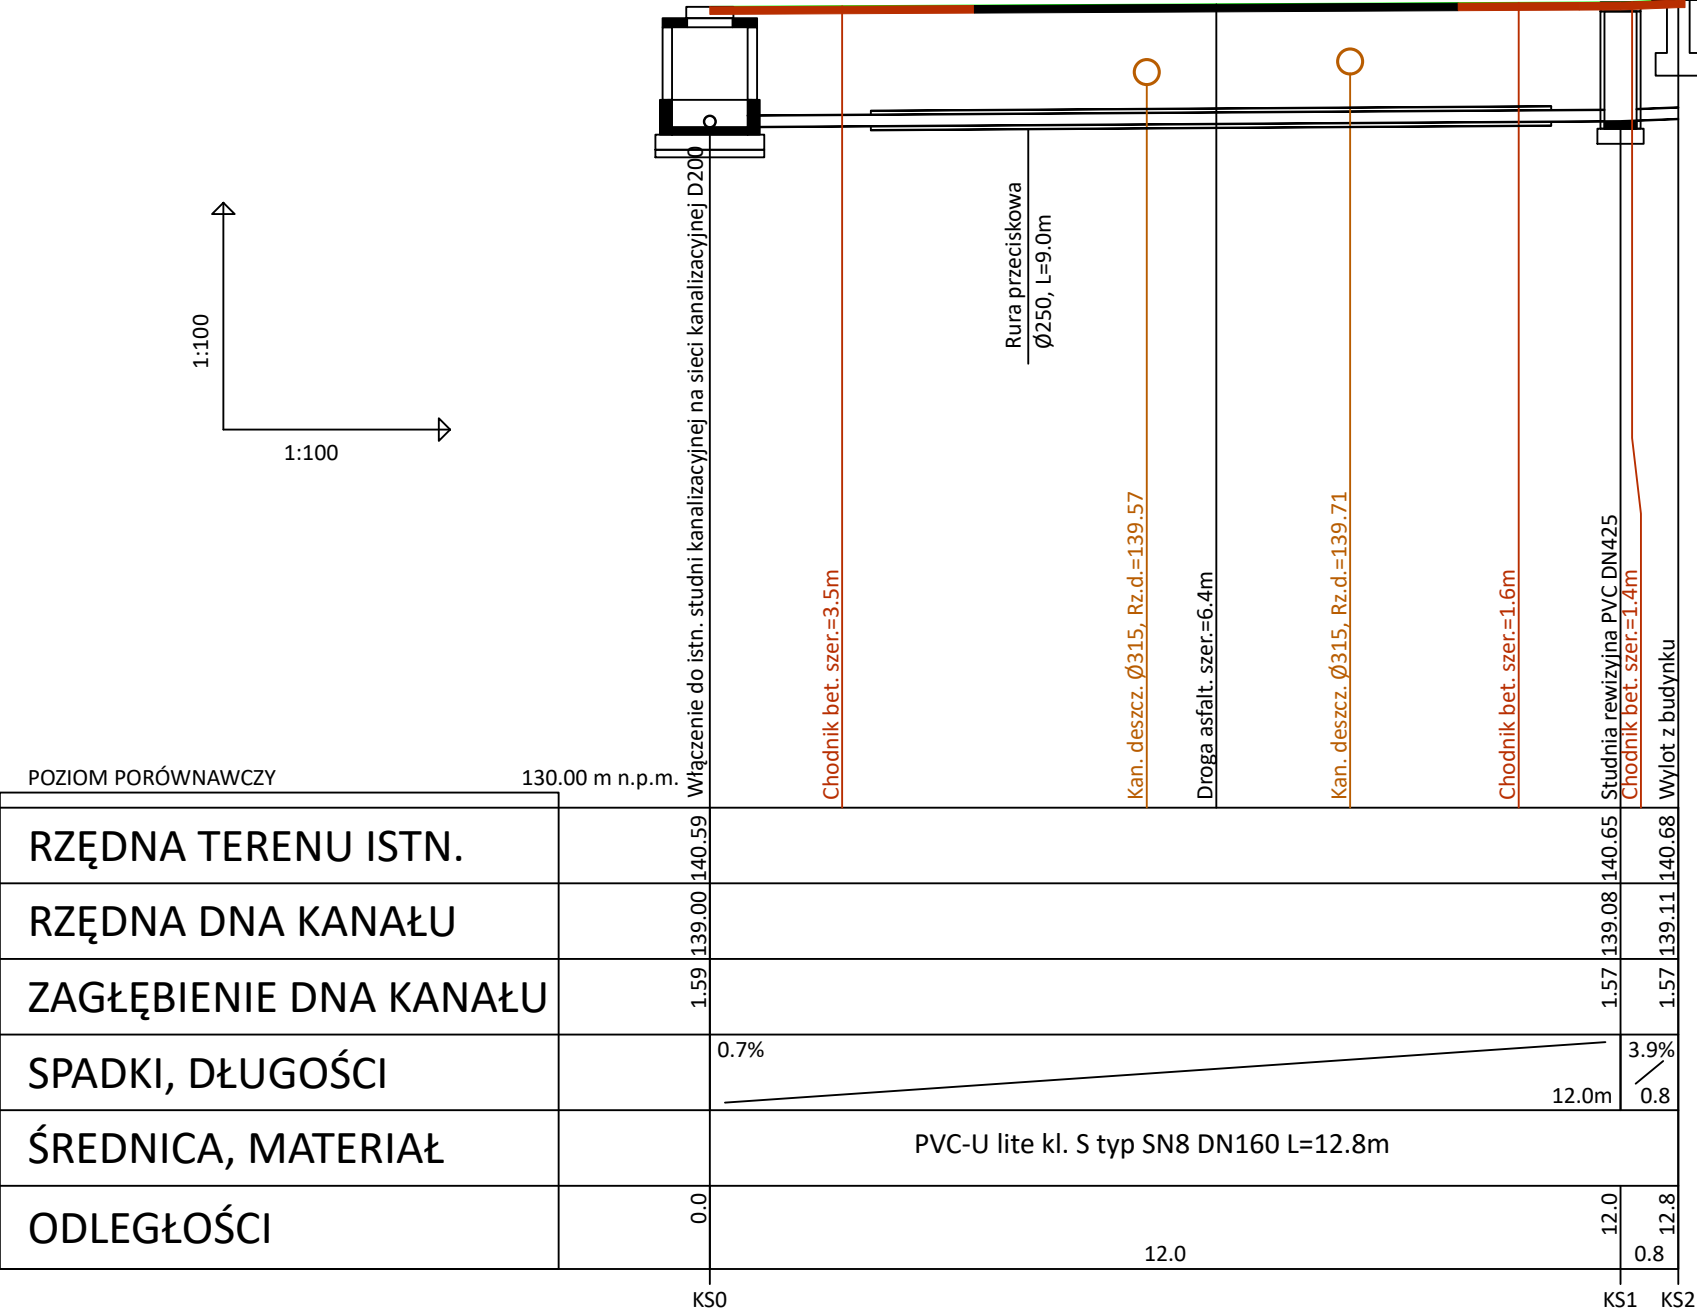 1:100
1:100
Włączenie do istn. studni kanalizacyjnej na sieci kanalizacyjnej D200
Rura przeciskowa
Ø250, L=9.0m
Chodnik bet. szer.=3.5m
Kan. deszcz. Ø315, Rz.d.=139.57
Droga asfalt. szer.=6.4m
Kan. deszcz. Ø315, Rz.d.=139.71
Chodnik bet. szer.=1.6m
Studnia rewizyjna PVC DN425
Chodnik bet. szer.=1.4m
Wylot z budynku
POZIOM PORÓWNAWCZY 130.00 m n.p.m.
RZĘDNA TERENU ISTN. 140.59 140.65 140.68
RZĘDNA DNA KANAŁU 139.00 139.08 139.11
ZAGŁĘBIENIE DNA KANAŁU 1.59 1.57 1.57
SPADKI, DŁUGOŚCI 0.7% 12.0m 3.9% 0.8
ŚREDNICA, MATERIAŁ PVC-U lite kl. S typ SN8 DN160 L=12.8m
ODLEGŁOŚCI 0.0 12.0 12.0 12.8 0.8
KS0 KS1 KS2